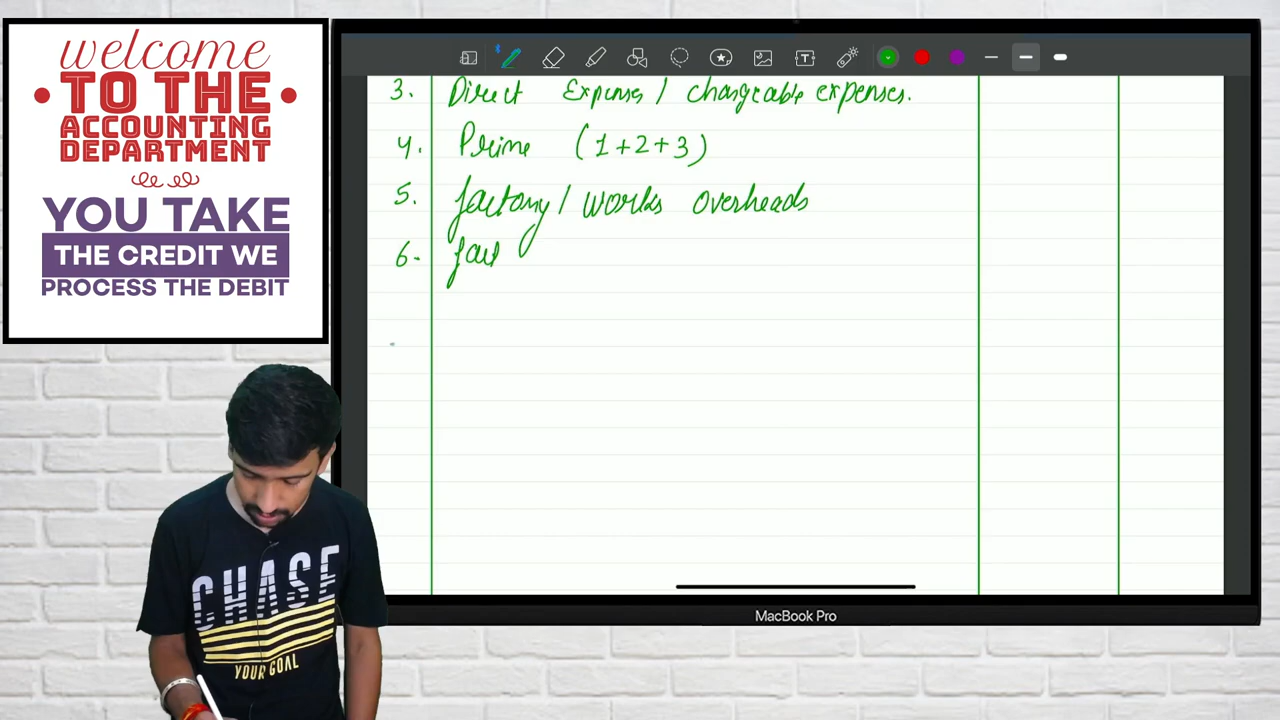 welcome
TO THE
ACCOUNTING
DEPARTMENT
YOU TAKE
THE CREDIT WE
PROCESS THE DEBIT
3. Direct Expenses / chargeable expenses.
4. Prime (1+2+3)
5. factory / works overheads
6. fact
T
MacBook Pro
CHASE
YOUR GOAL